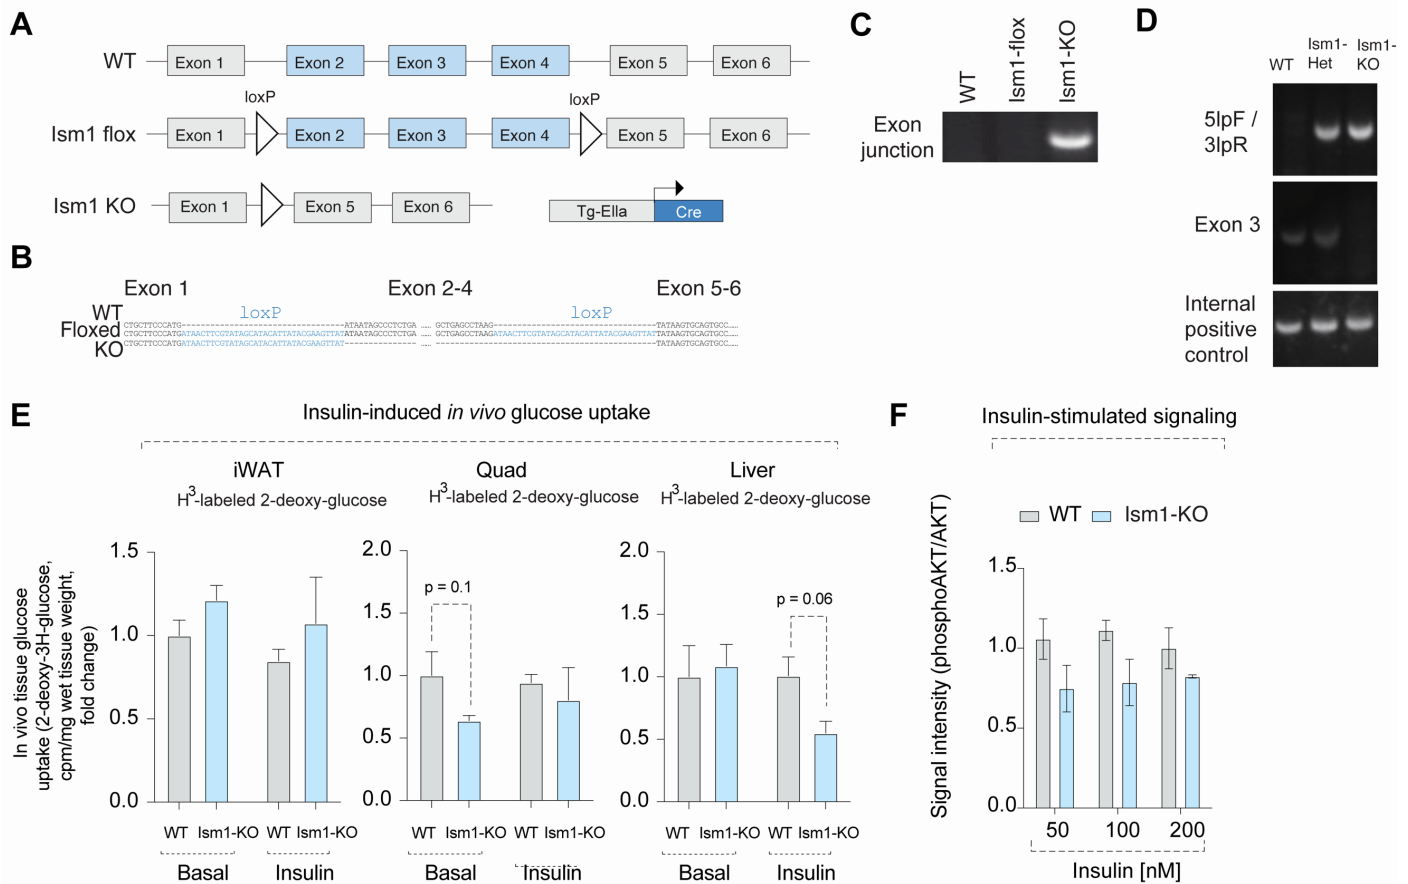 A
WT
Exon 1
Exon 2
Exon 3
Exon 4
Exon 5
Exon 6
loxP
loxP
Ism1 flox
Exon 1
Exon 2
Exon 3
Exon 4
Exon 5
Exon 6
Ism1 KO
Exon 1
Exon 5
Exon 6
Tg-Ella
Cre
B
Exon 1
Exon 2-4
Exon 5-6
loxP
loxP
WT
CTGCTTCCCATG
ATAATAGCCCTCTGA
GCTGAGCCTAAG
TATAAGTGCAGTGCC
Floxed
CTGCTTCCCATGATAACTTCGTATAGCATACATTATACGAAGTTATATAATAGCCCTCTGA
GCTGAGCCTAAGATAACTTCGTATAGCATACATTATACGAAGTTATTATAAGTGCAGTGCC
KO
CTGCTTCCCATGATAACTTCGTATAGCATACATTATACGAAGTTAT
TATAAGTGCAGTGCC
C
WT
Ism1-flox
Ism1-KO
Exon
junction
D
WT
Ism1-
Het
Ism1-
KO
5lpF /
3lpR
Exon 3
Internal
positive
control
E
Insulin-induced in vivo glucose uptake
iWAT
H3-labeled 2-deoxy-glucose
Quad
H3-labeled 2-deoxy-glucose
Liver
H3-labeled 2-deoxy-glucose
In vivo tissue glucose
uptake (2-deoxy-3H-glucose,
cpm/mg wet tissue weight,
fold change)
1.5
1.0
0.5
0.0
WT Ism1-KO
WT Ism1-KO
Basal
Insulin
2.0
1.5
1.0
0.5
0.0
p = 0.1
WT Ism1-KO
WT Ism1-KO
Basal
Insulin
2.0
1.5
1.0
0.5
0.0
p = 0.06
WT Ism1-KO
WT Ism1-KO
Basal
Insulin
F
Insulin-stimulated signaling
WT
Ism1-KO
Signal intensity (phosphoAKT/AKT)
1.5
1.0
0.5
0.0
50
100
200
Insulin [nM]